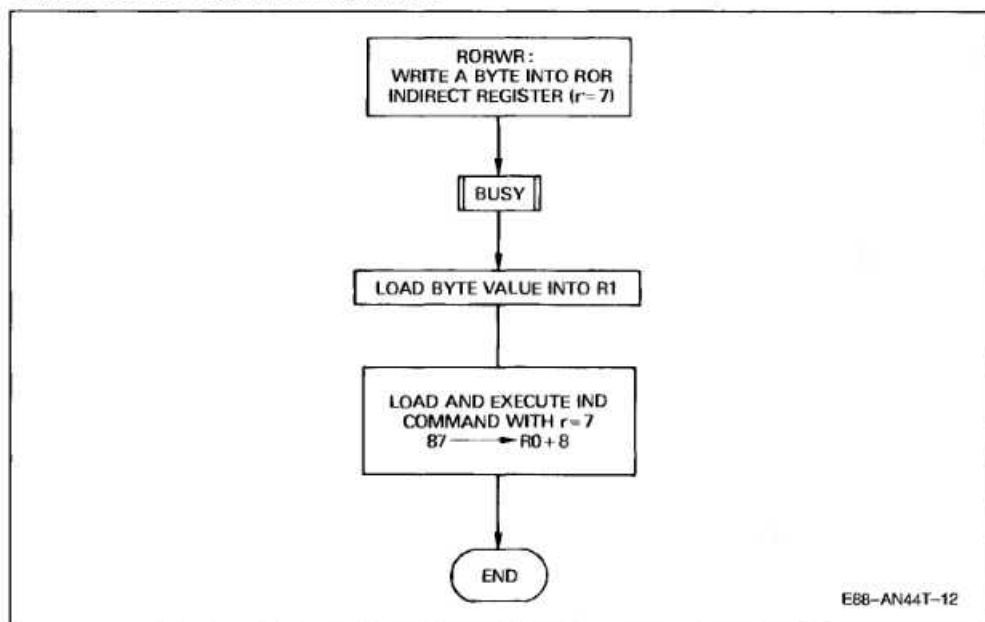 RORWR:
WRITE A BYTE INTO ROR
INDIRECT REGISTER (r=7)
BUSY
LOAD BYTE VALUE INTO R1
LOAD AND EXECUTE IND
COMMAND WITH r=7
87 → R0+8
END
E88-AN44T-12